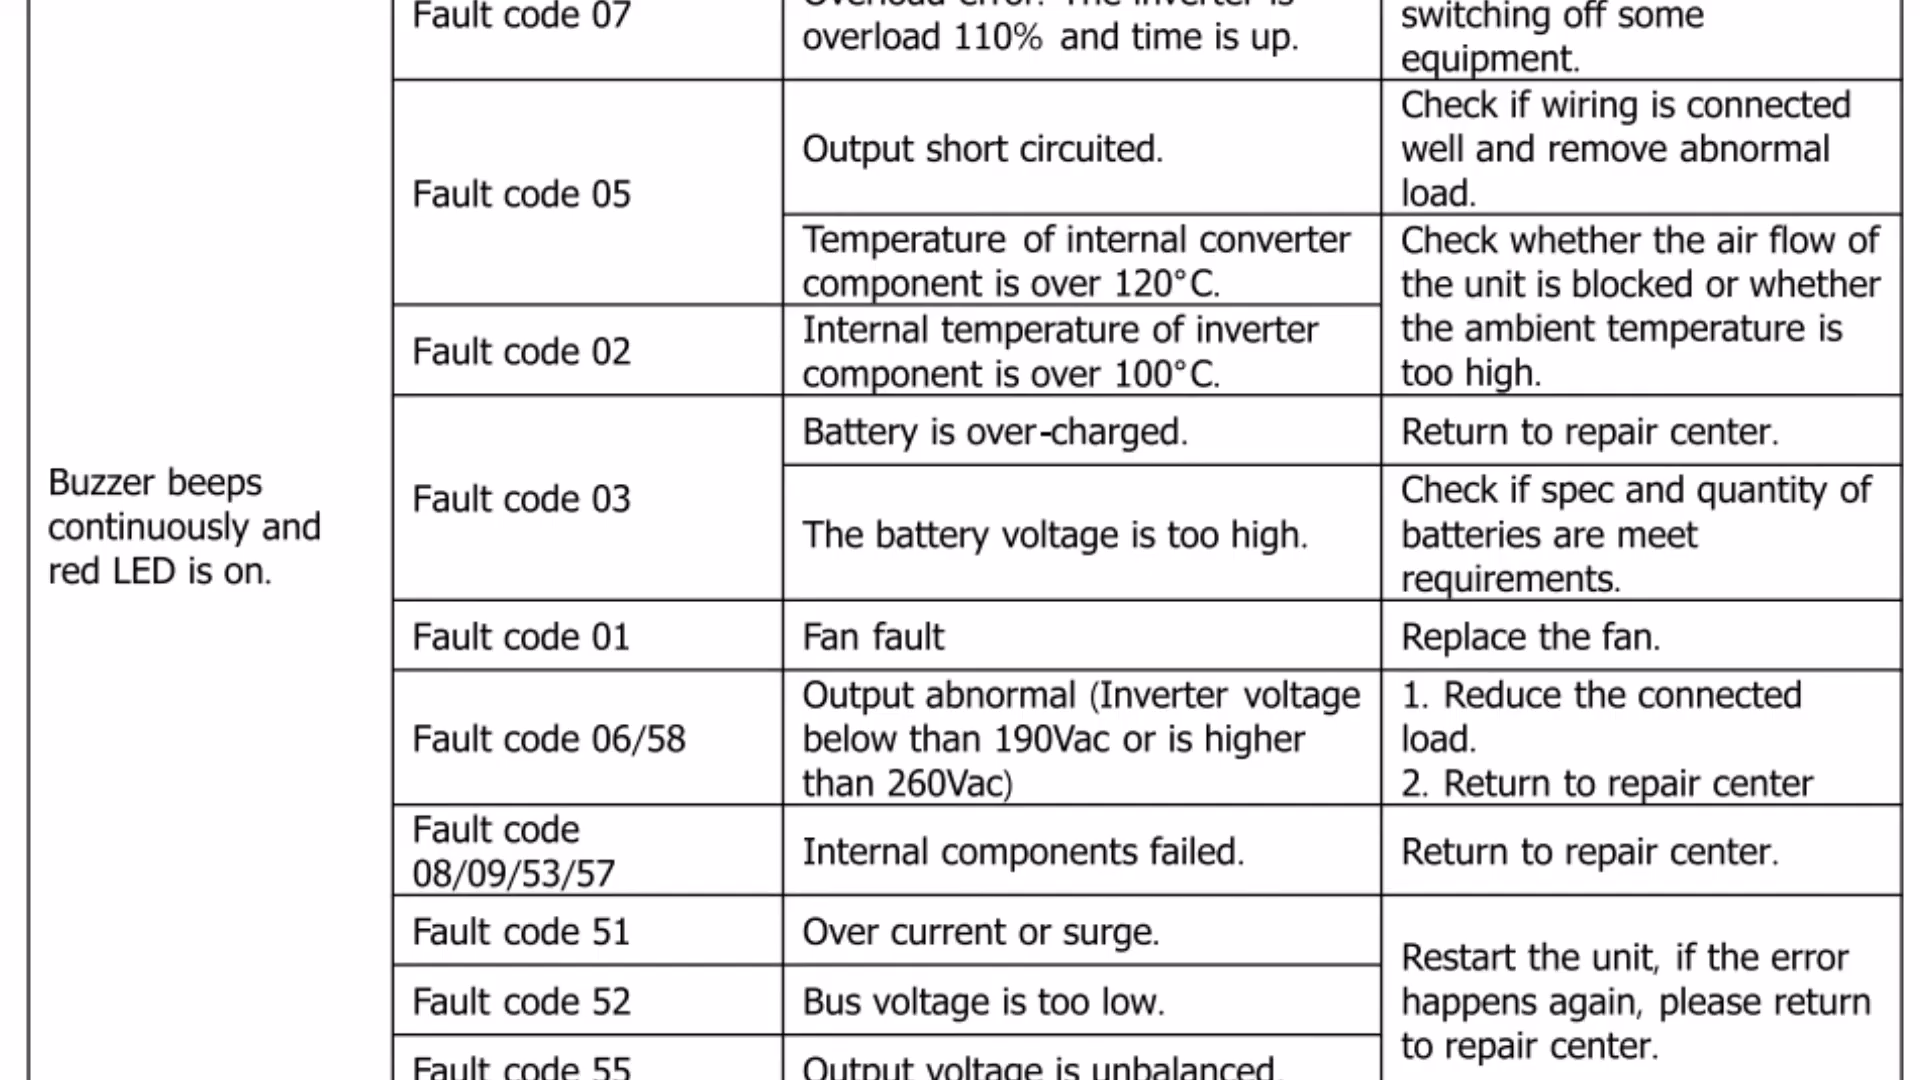 Fault code 07
overload 110% and time is up.
switching off some
equipment.
Buzzer beeps
continuously and
red LED is on.
Fault code 05
Output short circuited.
Check if wiring is connected
well and remove abnormal
load.
Temperature of internal converter
component is over 120°C.
Check whether the air flow of
the unit is blocked or whether
the ambient temperature is
too high.
Fault code 02
Internal temperature of inverter
component is over 100°C.
Fault code 03
Battery is over-charged.
Return to repair center.
The battery voltage is too high.
Check if spec and quantity of
batteries are meet
requirements.
Fault code 01
Fan fault
Replace the fan.
Fault code 06/58
Output abnormal (Inverter voltage
below than 190Vac or is higher
than 260Vac)
1. Reduce the connected
load.
2. Return to repair center
Fault code
08/09/53/57
Internal components failed.
Return to repair center.
Fault code 51
Over current or surge.
Restart the unit, if the error
happens again, please return
to repair center.
Fault code 52
Bus voltage is too low.
Fault code 55
Output voltage is unbalanced.